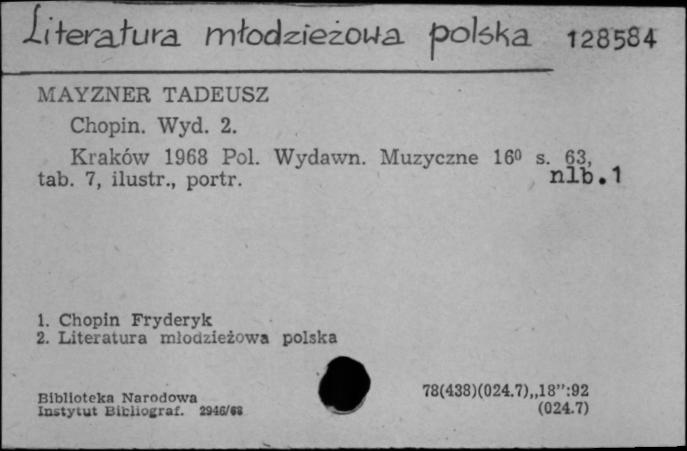 Literatura młodzieżowa polska 128584
MAYZNER TADEUSZ
Chopin. Wyd. 2.
Kraków 1968 Pol. Wydawn. Muzyczne 16⁰ s. 63,
tab. 7, ilustr., portr. nlb.1
1. Chopin Fryderyk
2. Literatura młodzieżowa polska
Biblioteka Narodowa 78(438)(024.7)„18”:92
Instytut Bibliograf. 2946/68 (024.7)